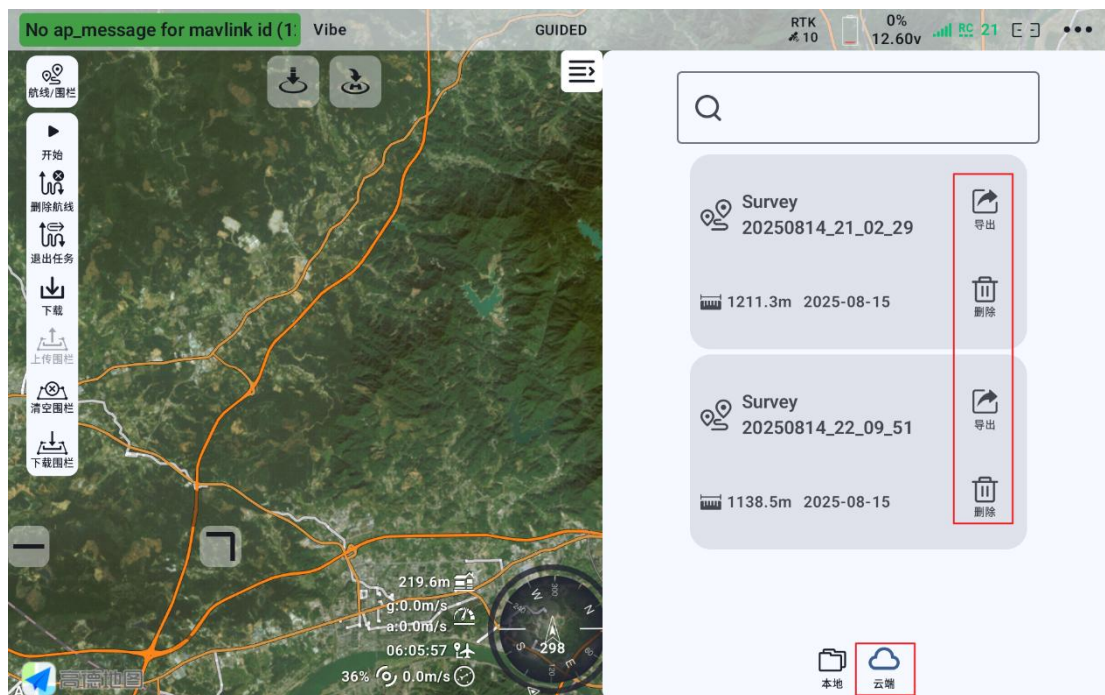 No ap_message for mavlink id (1:
Vibe
GUIDED
RTK
10
0%
12.60v
RC 21
航线/围栏
开始
删除航线
退出任务
下载
上传围栏
清空围栏
下载围栏
219.6m
g:0.0m/s
a:0.0m/s
06:05:57
36%
0.0m/s
300
W
N
240
S
298
60
E
120
高德地图
Survey
20250814_21_02_29
导出
1211.3m 2025-08-15
删除
Survey
20250814_22_09_51
导出
1138.5m 2025-08-15
删除
本地
云端